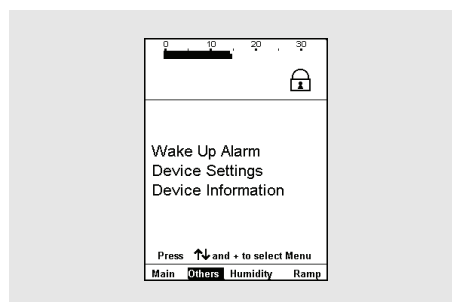 0 10 20 30
Wake Up Alarm
Device Settings
Device Information
Press ↑↓ and + to select Menu
Main Others Humidity Ramp